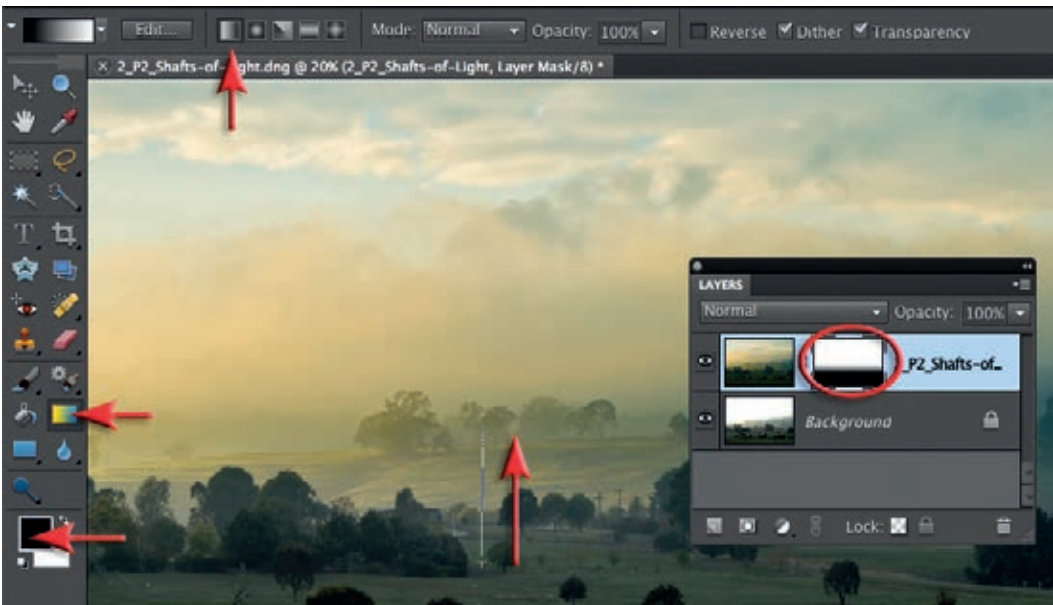 Edit... Mode: Normal Opacity: 100% Reverse Dither Transparency
× 2_P2_Shafts-of-Light.dng @ 20% (2_P2_Shafts-of-Light, Layer Mask/8) *
T
LAYERS
Normal Opacity: 100%
_P2_Shafts-of...
Background
Lock: